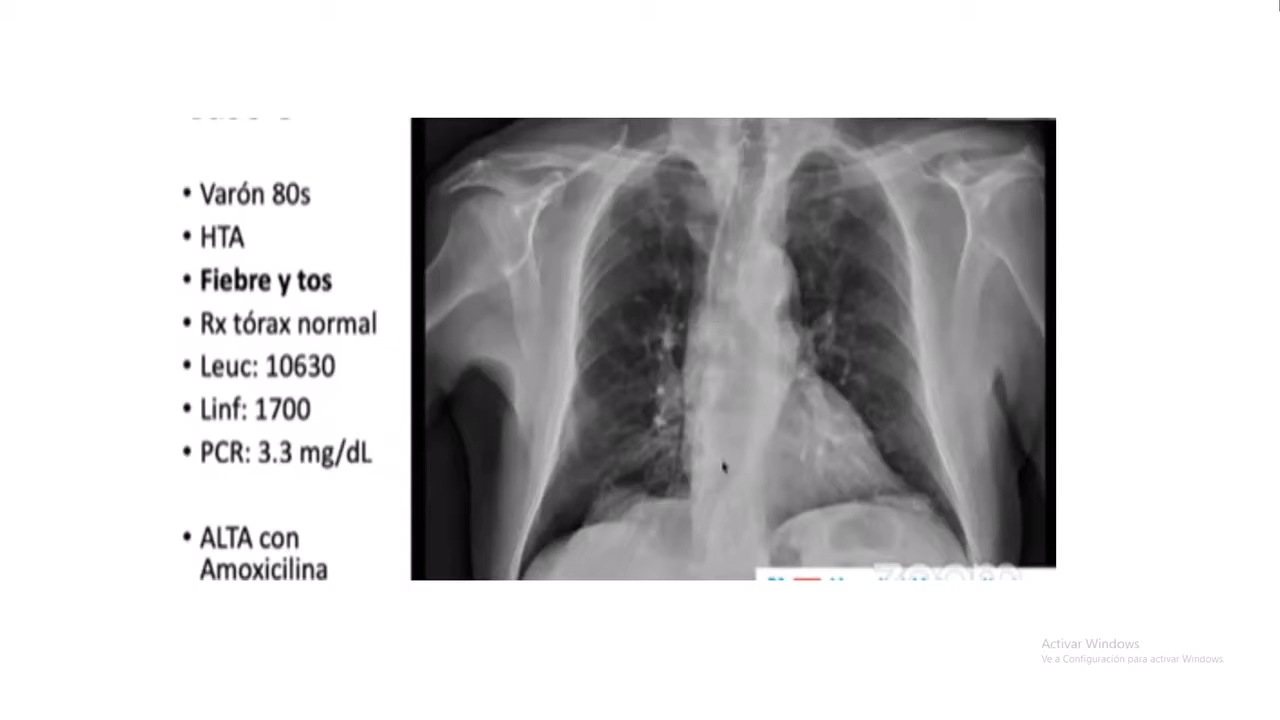 • Varón 80s
• HTA
• Fiebre y tos
• Rx tórax normal
• Leuc: 10630
• Linf: 1700
• PCR: 3.3 mg/dL
• ALTA con
Amoxicilina
zoom
Activar Windows
Ve a Configuración para activar Windows.